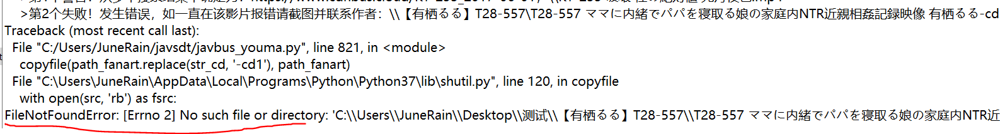 >第2个失败！发生错误，如一直在该影片报错请截图并联系作者：\\【有栖るる】T28-557\T28-557 ママに内緒でパパを寝取る娘の家庭内NTR近親相姦記録映像 有栖るる-cd
Traceback (most recent call last):
File "C:/Users/JuneRain/javsdt/javbus_youma.py", line 821, in <module>
copyfile(path_fanart.replace(str_cd, '-cd1'), path_fanart)
File "C:\Users\JuneRain\AppData\Local\Programs\Python\Python37\lib\shutil.py", line 120, in copyfile
with open(src, 'rb') as fsrc:
FileNotFoundError: [Errno 2] No such file or directory: 'C:\\Users\\JuneRain\\Desktop\\测试\\【有栖るる】T28-557\\T28-557 ママに内緒でパパを寝取る娘の家庭内NTR近